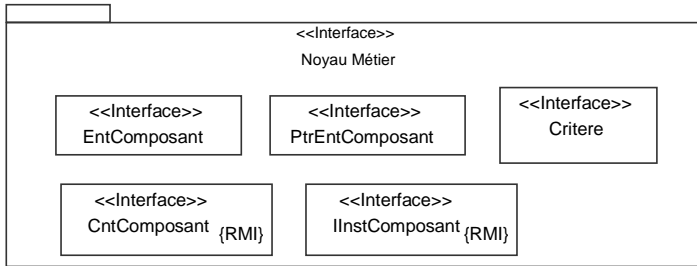 <<Interface>>
Noyau Métier
<<Interface>> <<Interface>> <<Interface>>
EntComposant PtrEntComposant Critere
<<Interface>> <<Interface>>
CntComposant {RMI} IInstComposant {RMI}